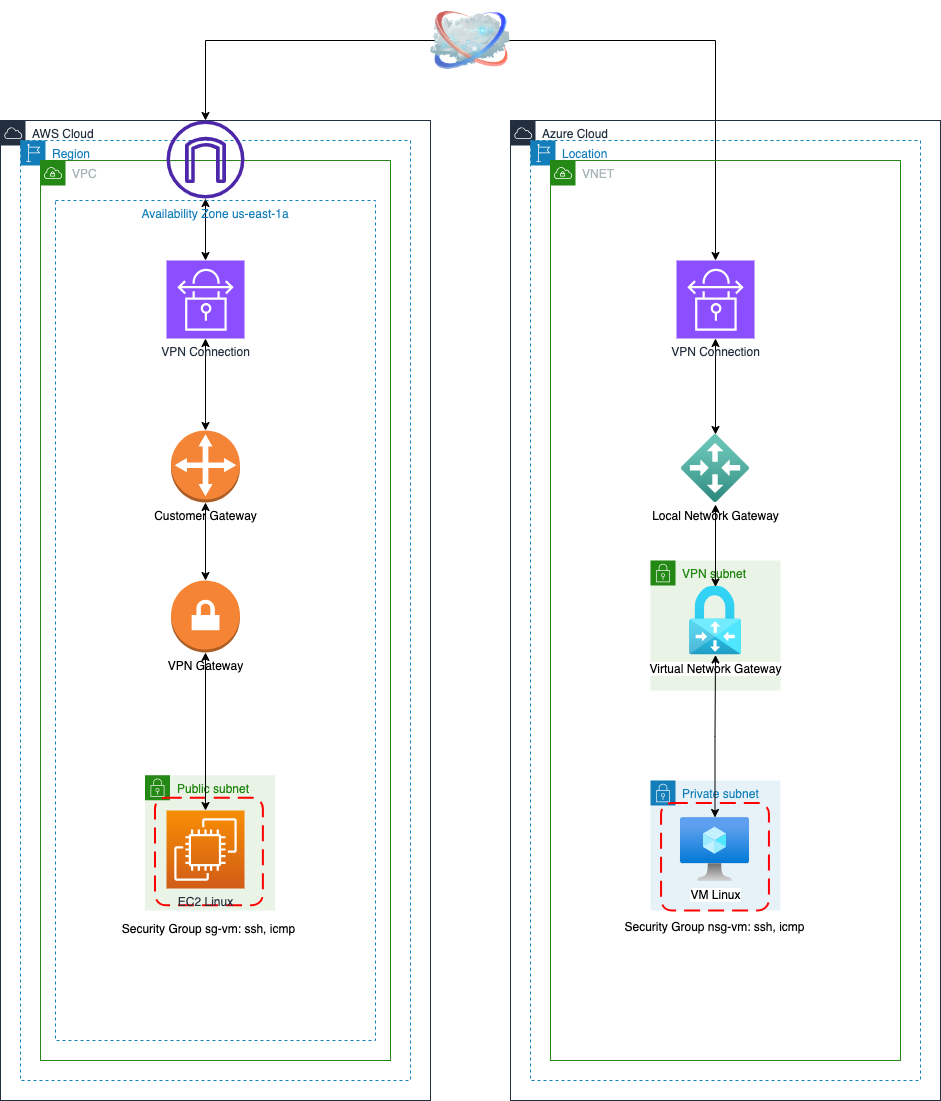 AWS Cloud
Region
VPC
Availability Zone us-east-1a
VPN Connection
Customer Gateway
VPN Gateway
Public subnet
EC2 Linux
Security Group sg-vm: ssh, icmp
Azure Cloud
Location
VNET
VPN Connection
Local Network Gateway
VPN subnet
Virtual Network Gateway
Private subnet
VM Linux
Security Group nsg-vm: ssh, icmp